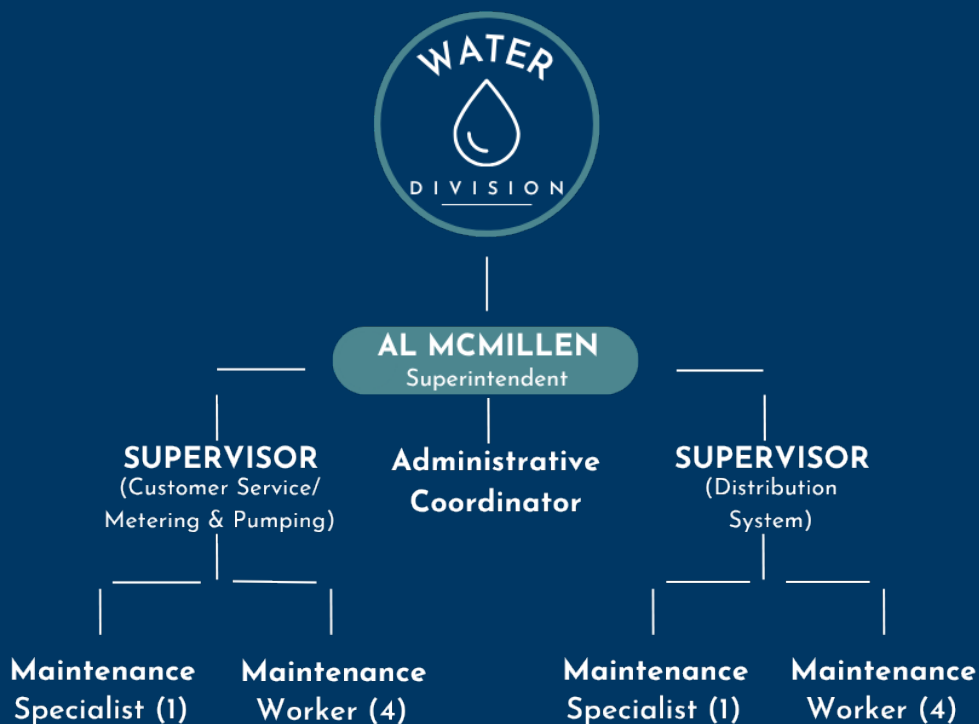 WATER
DIVISION
AL MCMILLEN
Superintendent
SUPERVISOR
(Customer Service/
Metering & Pumping)
Administrative
Coordinator
SUPERVISOR
(Distribution
System)
Maintenance
Specialist (1)
Maintenance
Worker (4)
Maintenance
Specialist (1)
Maintenance
Worker (4)